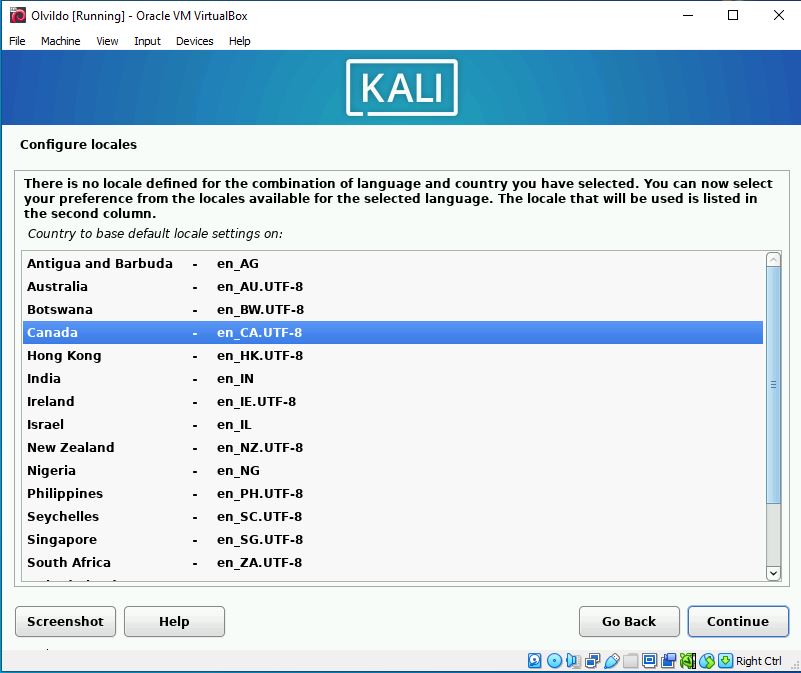 Olvildo [Running] - Oracle VM VirtualBox
File Machine View Input Devices Help
KALI
Configure locales
There is no locale defined for the combination of language and country you have selected. You can now select
your preference from the locales available for the selected language. The locale that will be used is listed in
the second column.
Country to base default locale settings on:
Antigua and Barbuda - en_AG
Australia - en_AU.UTF-8
Botswana - en_BW.UTF-8
Canada - en_CA.UTF-8
Hong Kong - en_HK.UTF-8
India - en_IN
Ireland - en_IE.UTF-8
Israel - en_IL
New Zealand - en_NZ.UTF-8
Nigeria - en_NG
Philippines - en_PH.UTF-8
Seychelles - en_SC.UTF-8
Singapore - en_SG.UTF-8
South Africa - en_ZA.UTF-8
Screenshot Help Go Back Continue
Right Ctrl